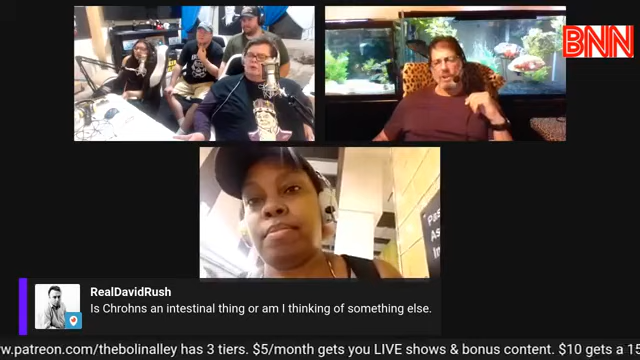 BNN
RealDavidRush
Is Chrohns an intestinal thing or am I thinking of something else.
w.patreon.com/thebolinalley has 3 tiers. $5/month gets you LIVE shows & bonus content. $10 gets a 15